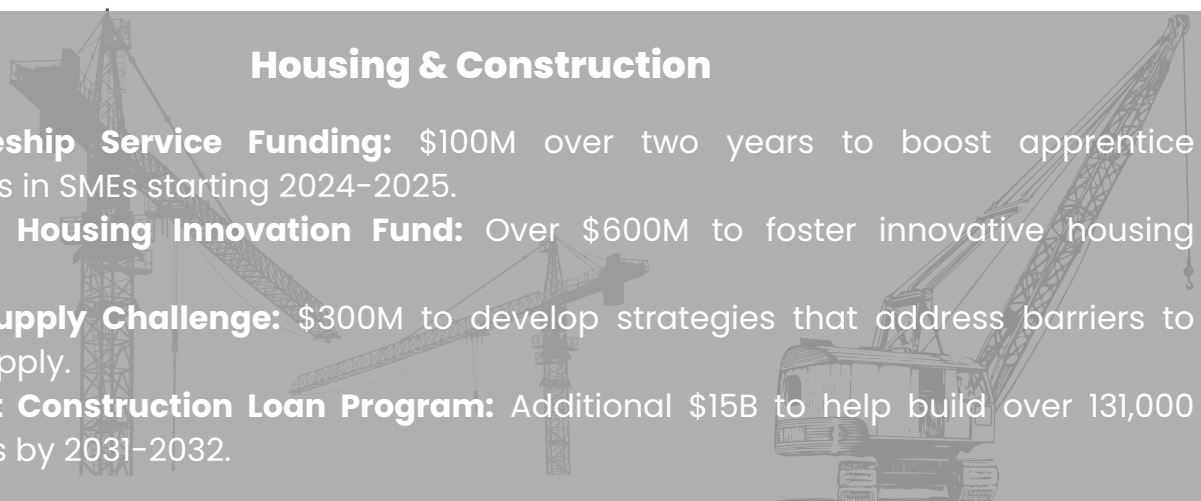 Housing & Construction
eship Service Funding: $100M over two years to boost apprentice
s in SMEs starting 2024-2025.
Housing Innovation Fund: Over $600M to foster innovative housing
upply Challenge: $300M to develop strategies that address barriers to
pply.
t Construction Loan Program: Additional $15B to help build over 131,000
s by 2031-2032.